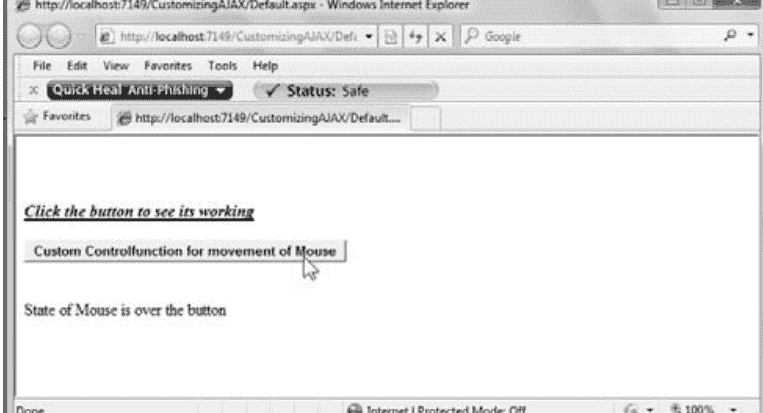 http://localhost:7149/CustomizingAJAX/Default.aspx - Windows Internet Explorer
http://localhost:7149/CustomizingAJAX/Defa Google
File Edit View Favorites Tools Help
x Quick Heal Anti-Phishing Status: Safe
Favorites http://localhost:7149/CustomizingAJAX/Default....
Click the button to see its working
Custom Controlfunction for movement of Mouse
State of Mouse is over the button
Done Internet | Protected Mode: Off 100%